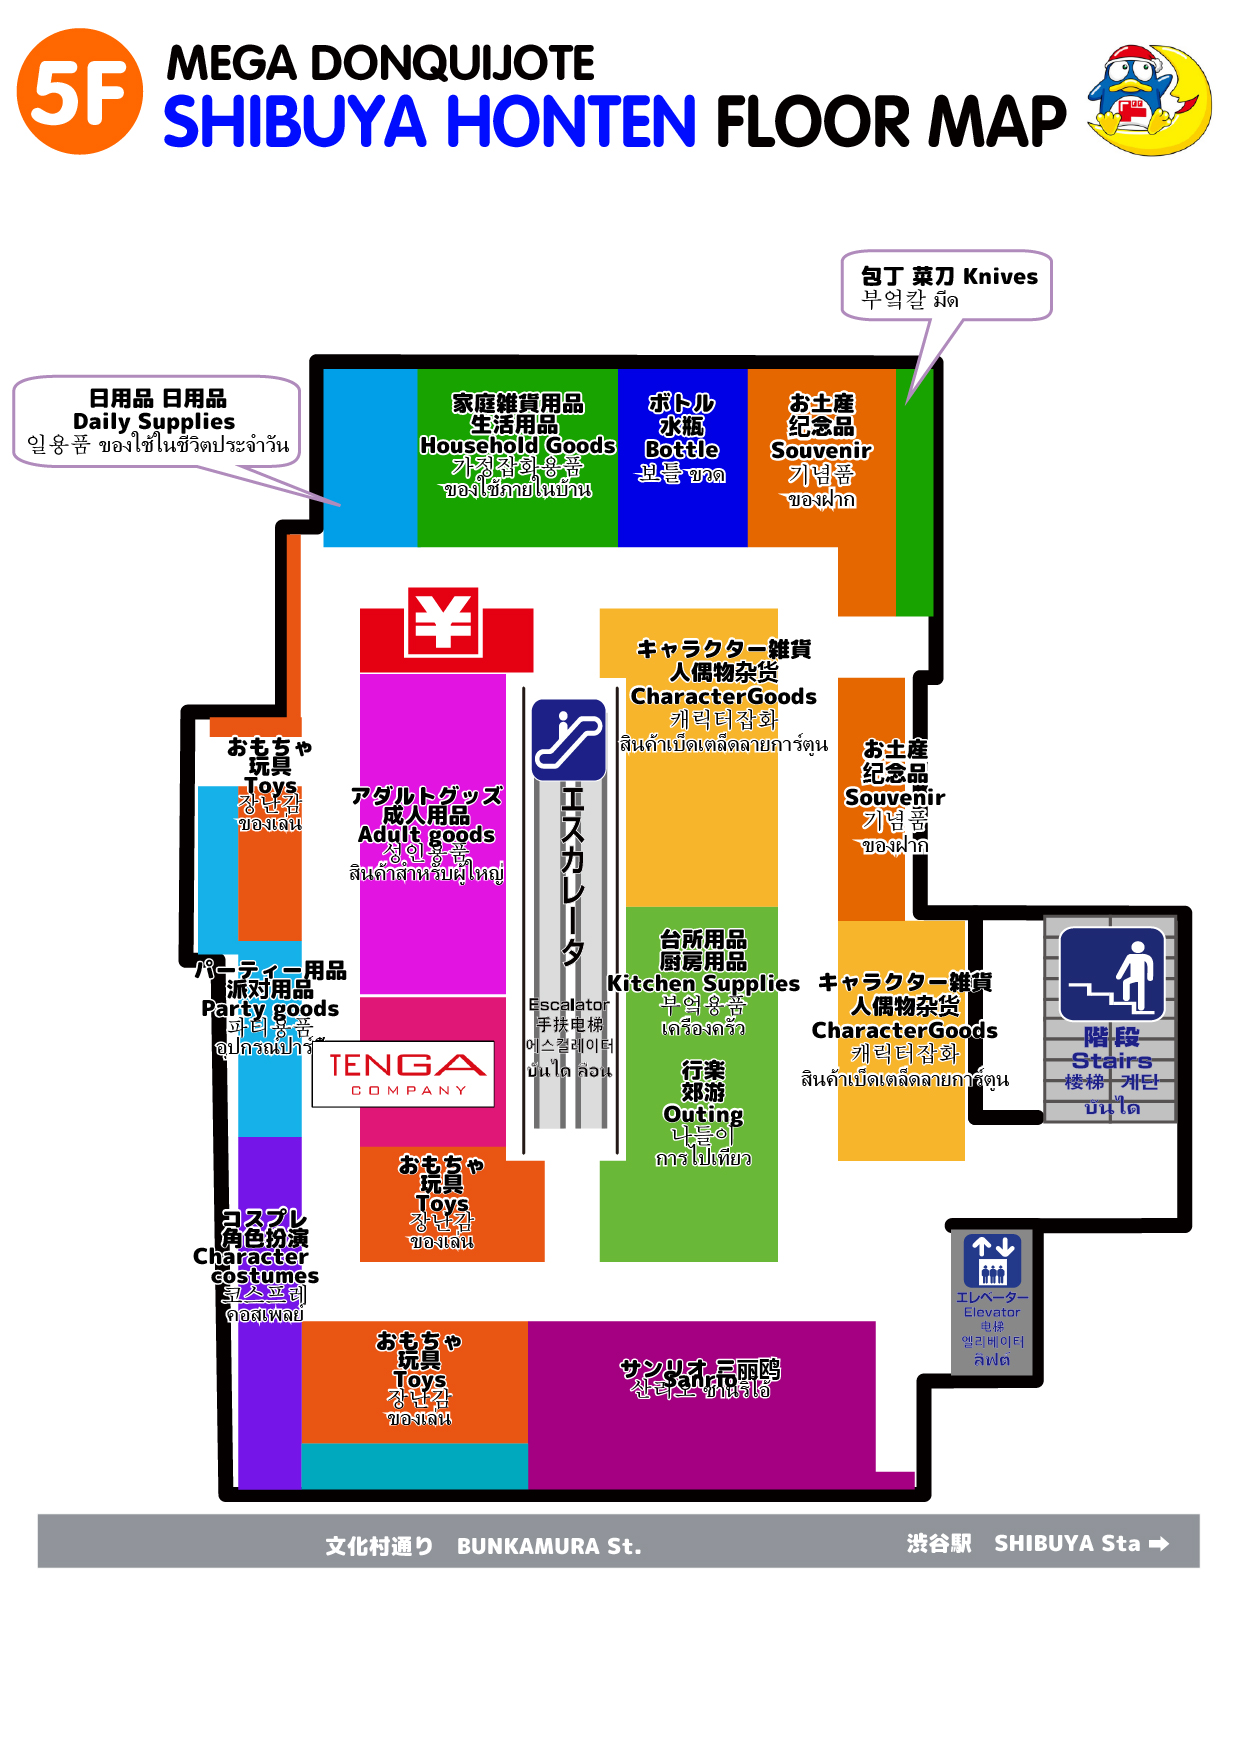 5F
MEGA DONQUIJOTE
SHIBUYA HONTEN FLOOR MAP
包丁 菜刀 Knives
부엌칼 มีด
日用品 日用品
Daily Supplies
일용품 ของใช้ในชีวิตประจำวัน
家庭雑貨用品
生活用品
Household Goods
가정잡화용품
ของใช้ภายในบ้าน
ボトル
水瓶
Bottle
보틀 ขวด
お土産
纪念品
Souvenir
기념품
ของฝาก
¥
キャラクター雑貨
人偶物杂货
CharacterGoods
캐릭터잡화
สินค้าเบ็ดเตล็ดลายการ์ตูน
お土産
纪念品
Souvenir
기념품
ของฝาก
おもちゃ
玩具
Toys
장난감
ของเล่น
アダルトグッズ
成人用品
Adult goods
성인용품
สินค้าสำหรับผู้ใหญ่
エスカレータ
Escalator
手扶电梯
에스컬레이터
บันได เลื่อน
台所用品
厨房用品
Kitchen Supplies
부엌용품
เครื่องครัว
キャラクター雑貨
人偶物杂货
CharacterGoods
캐릭터잡화
สินค้าเบ็ดเตล็ดลายการ์ตูน
階段
Stairs
楼梯 계단
บันได
パーティー用品
派对用品
Party goods
파티용품
อุปกรณ์ปาร์
TENGA
COMPANY
行楽
郊游
Outing
나들이
การไปเที่ยว
おもちゃ
玩具
Toys
장난감
ของเล่น
コスプレ
角色扮演
Character
costumes
코스프레
คอสเพลย์
エレベーター
Elevator
电梯
엘리베이터
ลิฟต์
おもちゃ
玩具
Toys
장난감
ของเล่น
サンリオ 三丽鸥
Sanrio
산리오 ซานริโอ้
文化村通り BUNKAMURA St.
渋谷駅 SHIBUYA Sta ➡